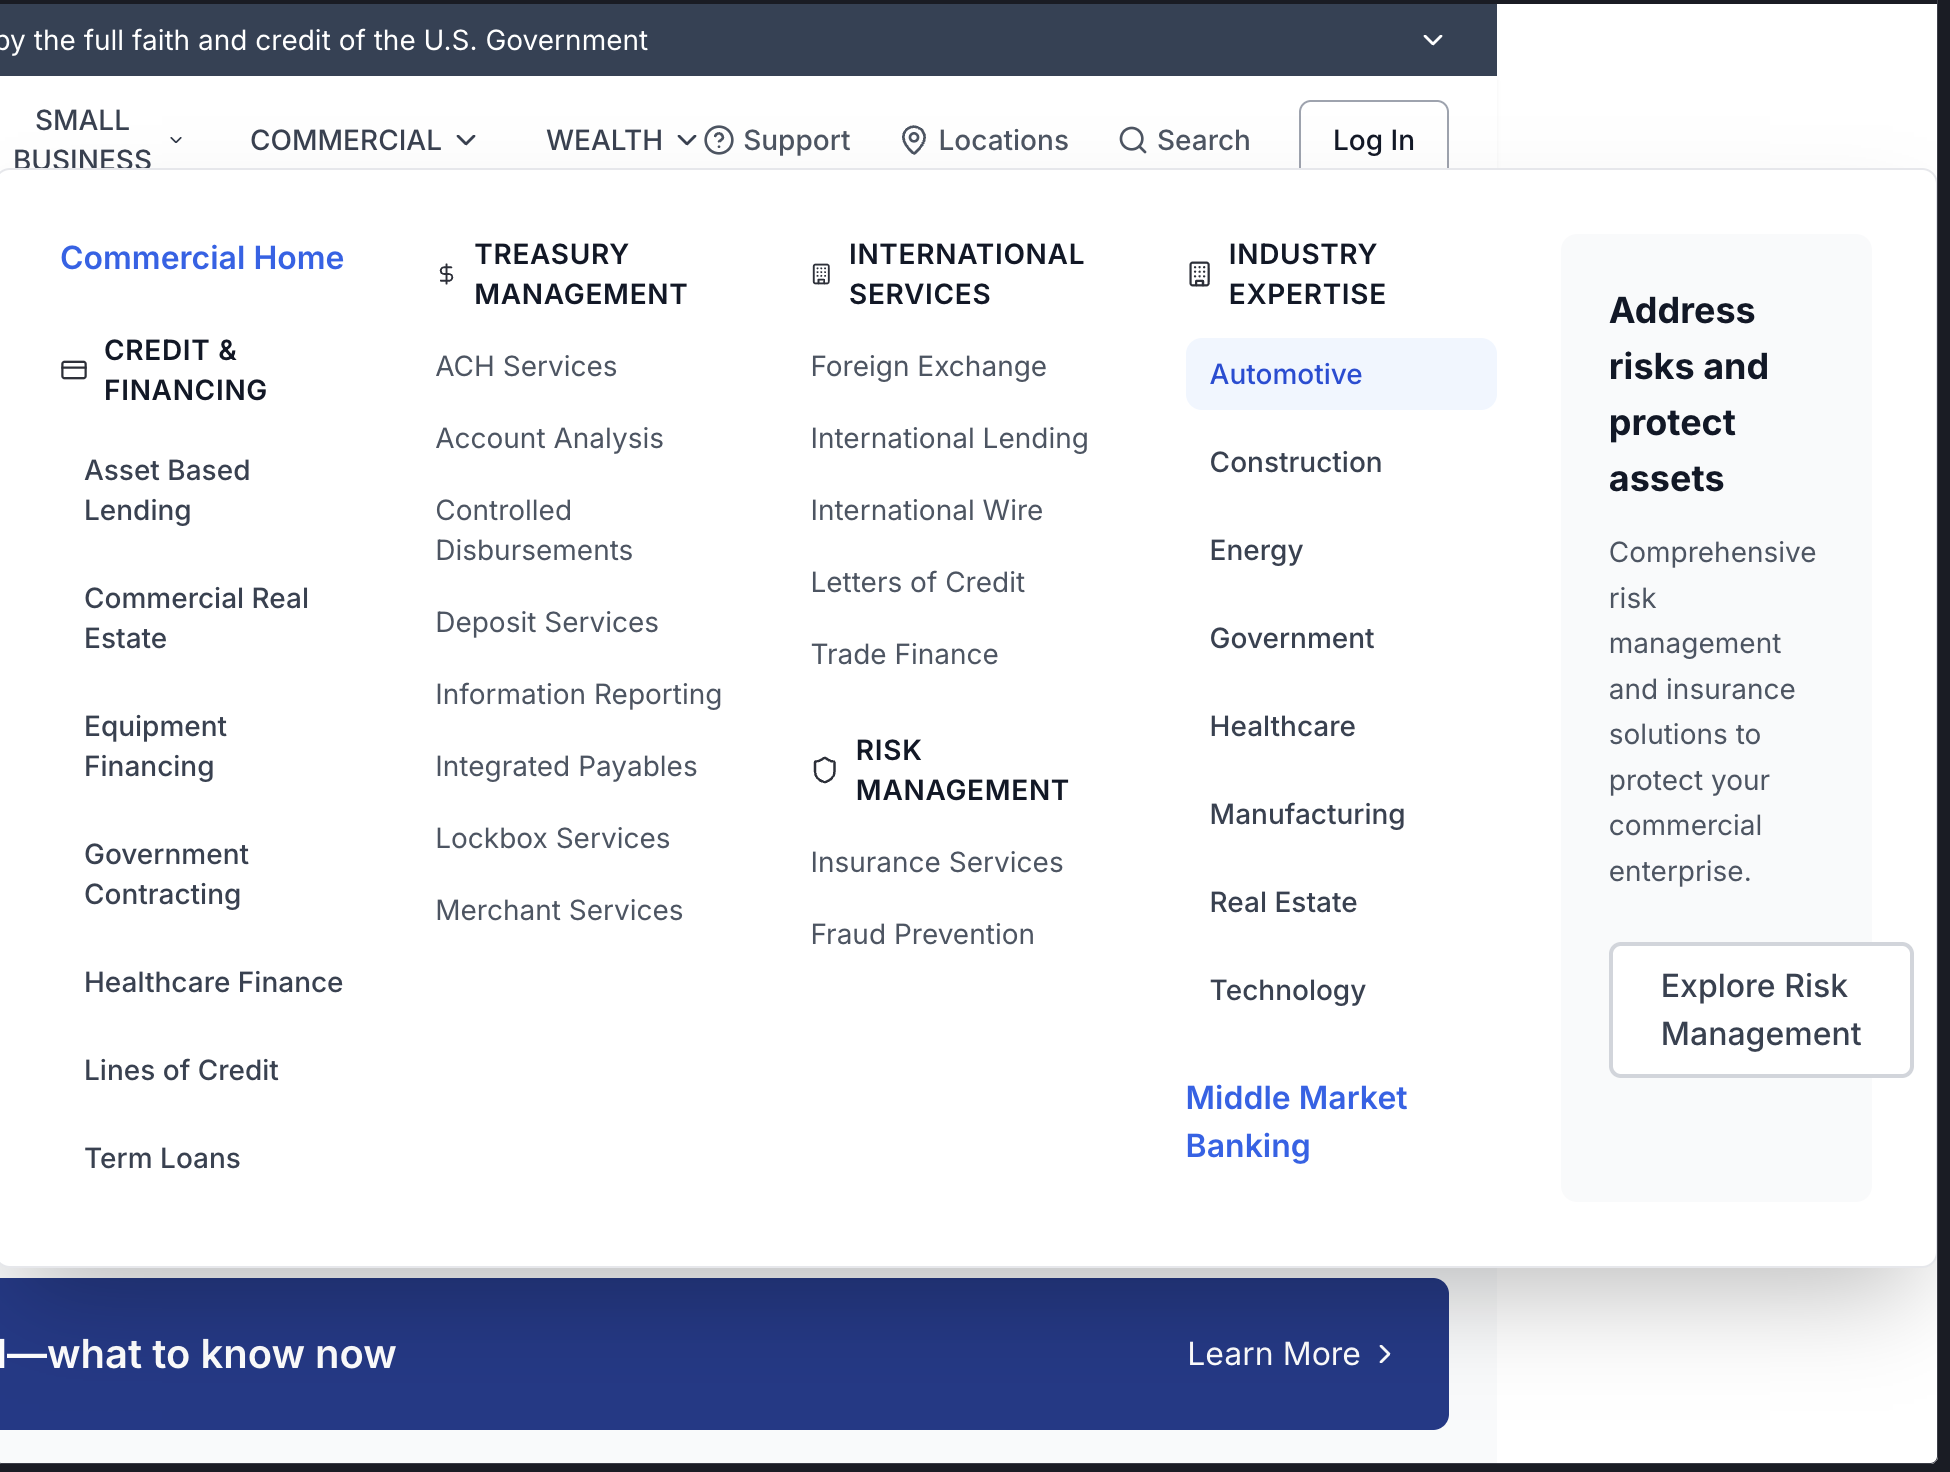 by the full faith and credit of the U.S. Government
SMALL
BUSINESS
COMMERCIAL
WEALTH
Support
Locations
Search
Log In
Commercial Home
CREDIT &
FINANCING
Asset Based
Lending
Commercial Real
Estate
Equipment
Financing
Government
Contracting
Healthcare Finance
Lines of Credit
Term Loans
TREASURY
MANAGEMENT
ACH Services
Account Analysis
Controlled
Disbursements
Deposit Services
Information Reporting
Integrated Payables
Lockbox Services
Merchant Services
INTERNATIONAL
SERVICES
Foreign Exchange
International Lending
International Wire
Letters of Credit
Trade Finance
RISK
MANAGEMENT
Insurance Services
Fraud Prevention
INDUSTRY
EXPERTISE
Automotive
Construction
Energy
Government
Healthcare
Manufacturing
Real Estate
Technology
Middle Market
Banking
Address
risks and
protect
assets
Comprehensive
risk
management
and insurance
solutions to
protect your
commercial
enterprise.
Explore Risk
Management
—what to know now
Learn More